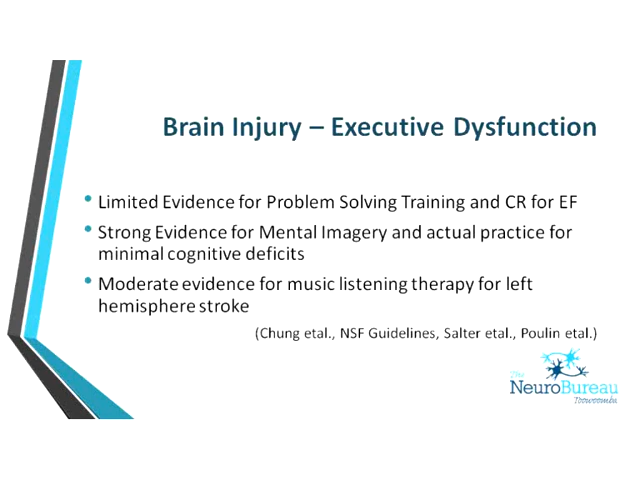 Brain Injury – Executive Dysfunction
• Limited Evidence for Problem Solving Training and CR for EF
• Strong Evidence for Mental Imagery and actual practice for
minimal cognitive deficits
• Moderate evidence for music listening therapy for left
hemisphere stroke
(Chung etal., NSF Guidelines, Salter etal., Poulin etal.)
The
NeuroBureau
Toowoomba